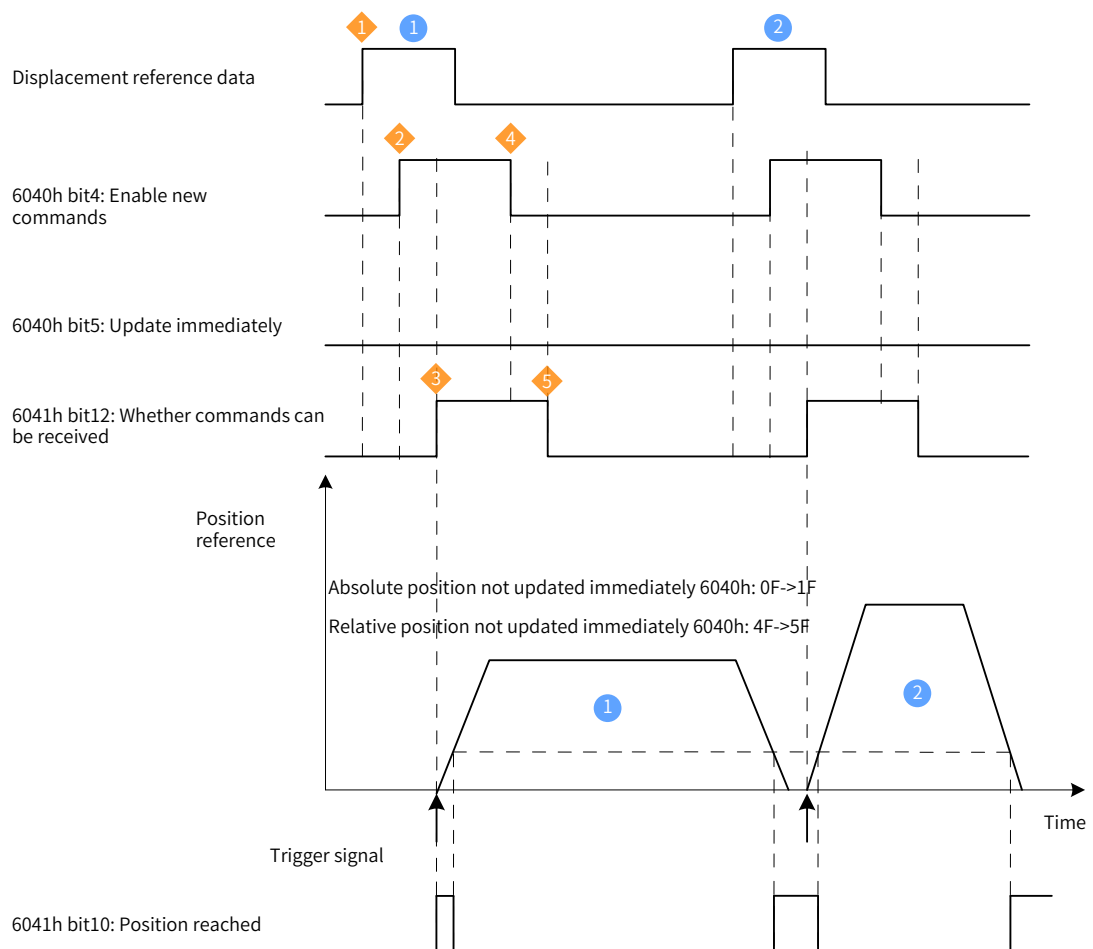 1
1
2
Displacement reference data
2
4
6040h bit4: Enable new
commands
6040h bit5: Update immediately
3
5
6041h bit12: Whether commands can
be received
Position
reference
Absolute position not updated immediately 6040h: 0F->1F
Relative position not updated immediately 6040h: 4F->5F
1
2
Time
Trigger signal
6041h bit10: Position reached